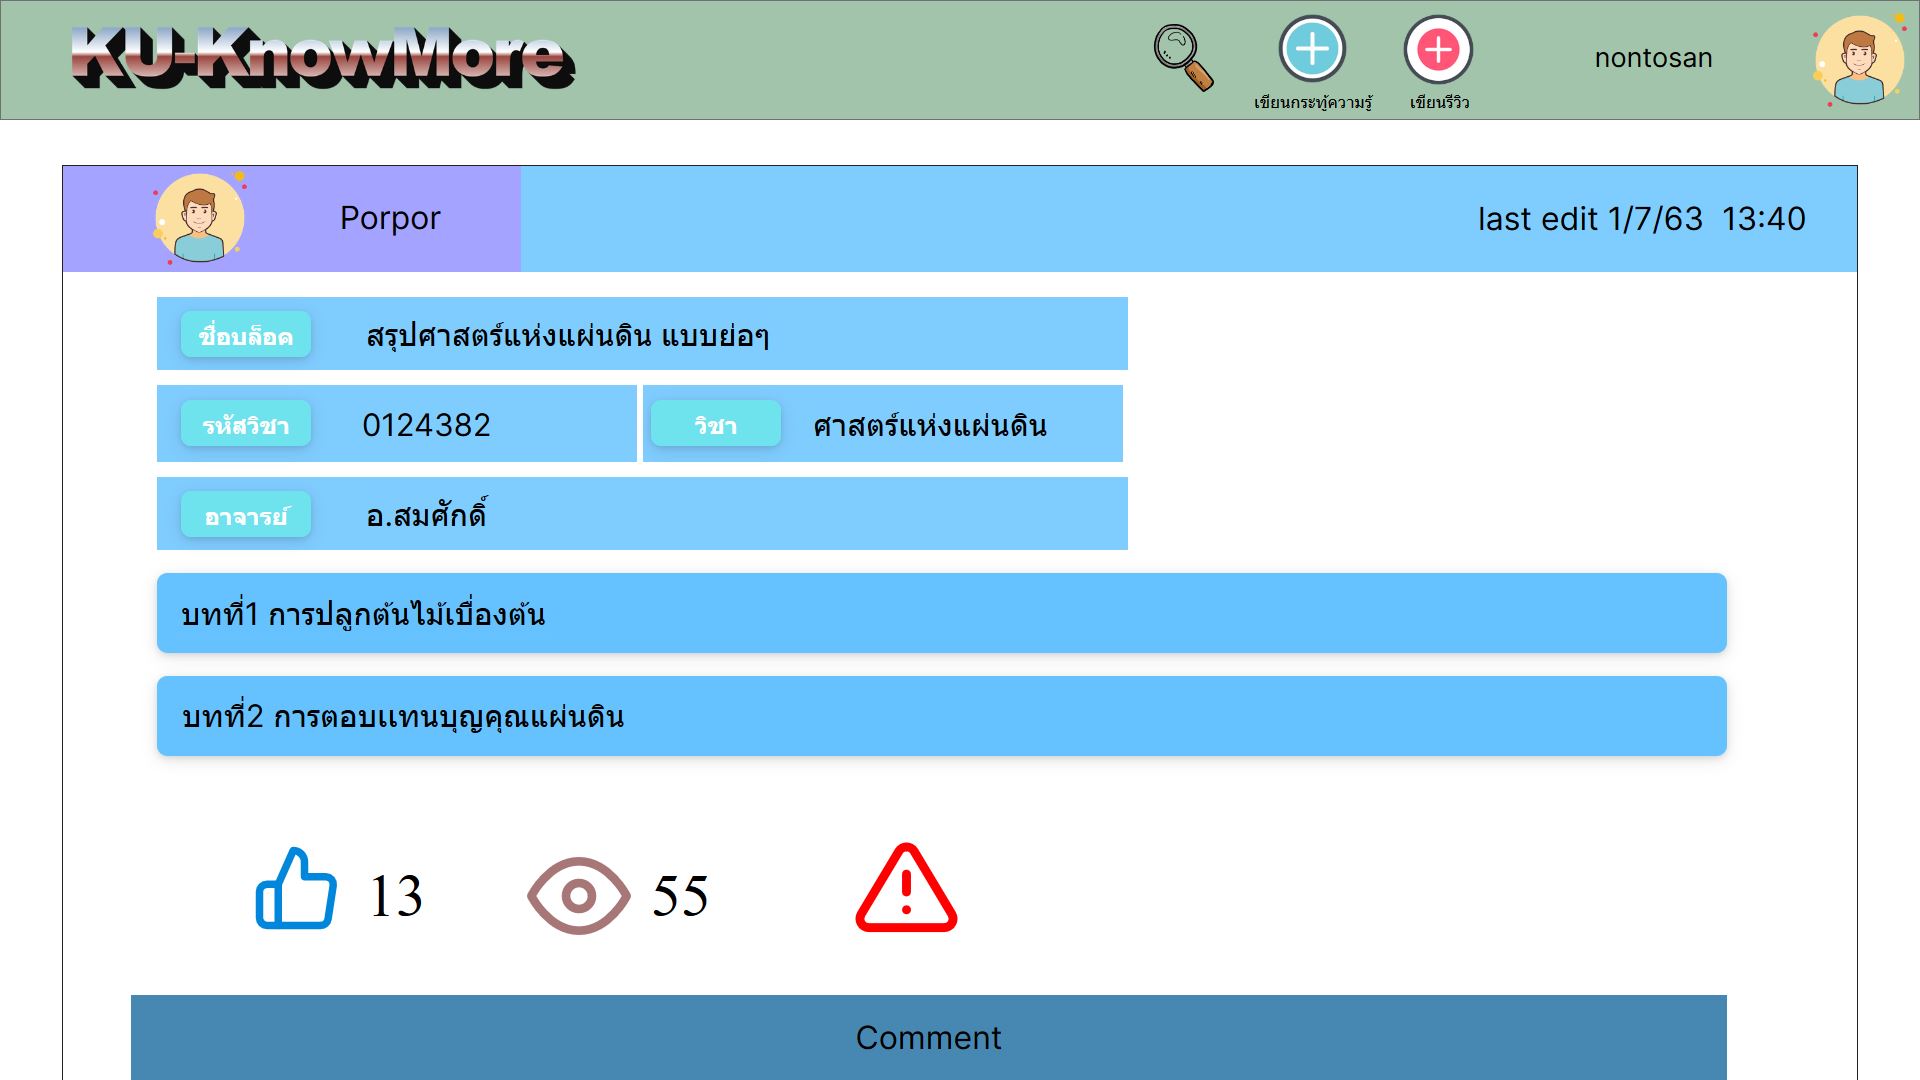 KU-KnowMore
เขียนกระทู้ความรู้
เขียนรีวิว
nontosan
Porpor
last edit 1/7/63 13:40
ชื่อบล็อค
สรุปศาสตร์แห่งแผ่นดิน แบบย่อๆ
รหัสวิชา
0124382
วิชา
ศาสตร์แห่งแผ่นดิน
อาจารย์
อ.สมศักดิ์
บทที่1 การปลูกต้นไม้เบื่องต้น
บทที่2 การตอบแทนบุญคุณแผ่นดิน
13
55
Comment